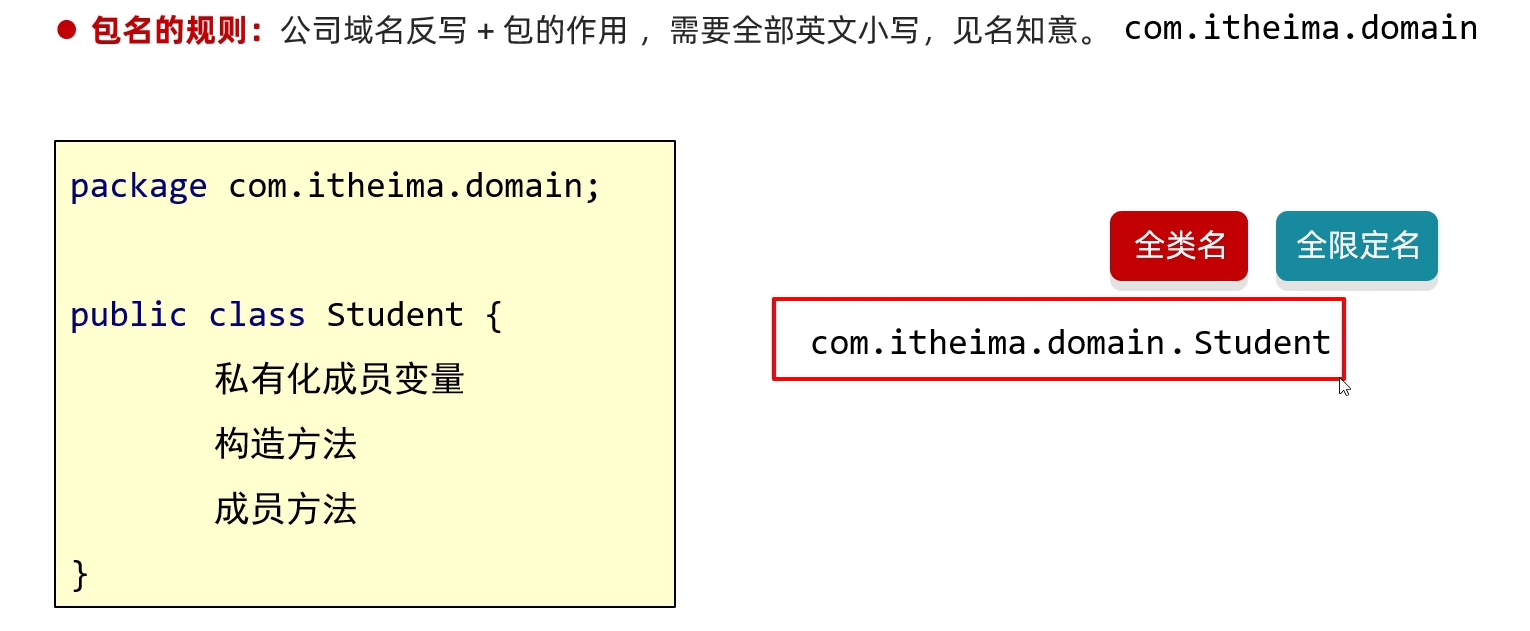 包名的规则：公司域名反写 + 包的作用 ，需要全部英文小写，见名知意。 com.itheima.domain
package com.itheima.domain;
public class Student {
私有化成员变量
构造方法
成员方法
}
全类名
全限定名
com.itheima.domain.Student